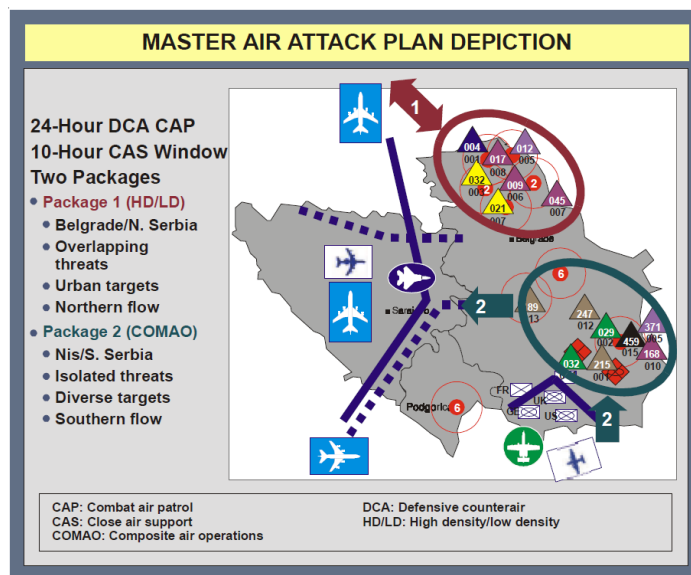 MASTER AIR ATTACK PLAN DEPICTION
24-Hour DCA CAP
10-Hour CAS Window
Two Packages
• Package 1 (HD/LD)
• Belgrade/N. Serbia
• Overlapping
threats
• Urban targets
• Northern flow
• Package 2 (COMAO)
• Nis/S. Serbia
• Isolated threats
• Diverse targets
• Southern flow
1
004
012
001
017
005
008
032
003
2
009
006
2
045
007
021
007
Belgrade
6
Sarajevo
2
89
13
247
012
029
002
371
005
459
015
168
010
032
215
001
Podgorica
6
FR
UK
GE
US
2
CAP: Combat air patrol
CAS: Close air support
COMAO: Composite air operations
DCA: Defensive counterair
HD/LD: High density/low density